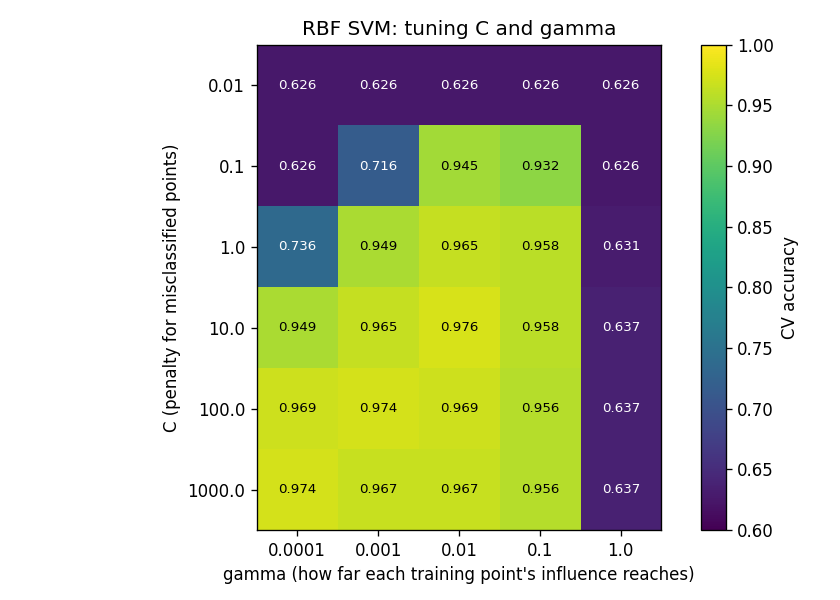 RBF SVM: tuning C and gamma
C (penalty for misclassified points)
0.01 0.626 0.626 0.626 0.626 0.626
0.1 0.626 0.716 0.945 0.932 0.626
1.0 0.736 0.949 0.965 0.958 0.631
10.0 0.949 0.965 0.976 0.958 0.637
100.0 0.969 0.974 0.969 0.956 0.637
1000.0 0.974 0.967 0.967 0.956 0.637
0.0001 0.001 0.01 0.1 1.0
gamma (how far each training point's influence reaches)
1.00
0.95
0.90
0.85
0.80
0.75
0.70
0.65
0.60
CV accuracy